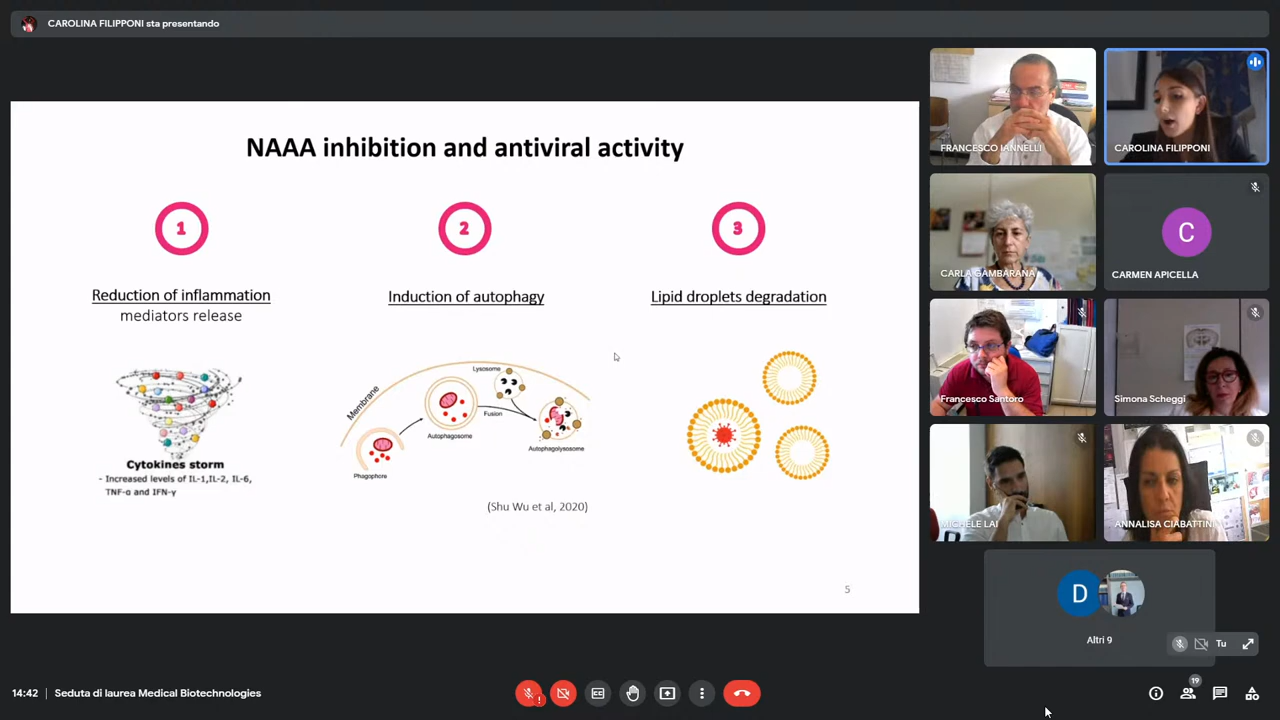 CAROLINA FILIPPONI sta presentando
NAAA inhibition and antiviral activity
1
2
3
Reduction of inflammation
mediators release
Induction of autophagy
Lipid droplets degradation
Cytokines storm
- Increased levels of IL-1,IL-2, IL-6,
TNF-α and IFN-γ
Membrane
Lysosome
Fusion
Autophagosome
Autophagolysosome
Phagophore
(Shu Wu et al, 2020)
5
FRANCESCO IANNELLI
CAROLINA FILIPPONI
CARLA GAMBARANA
C
CARMEN APICELLA
Francesco Santoro
Simona Scheggi
MICHELE LAI
ANNALISA CIABATTINI
D
Altri 9
Tu
14:42
Seduta di laurea Medical Biotechnologies
19